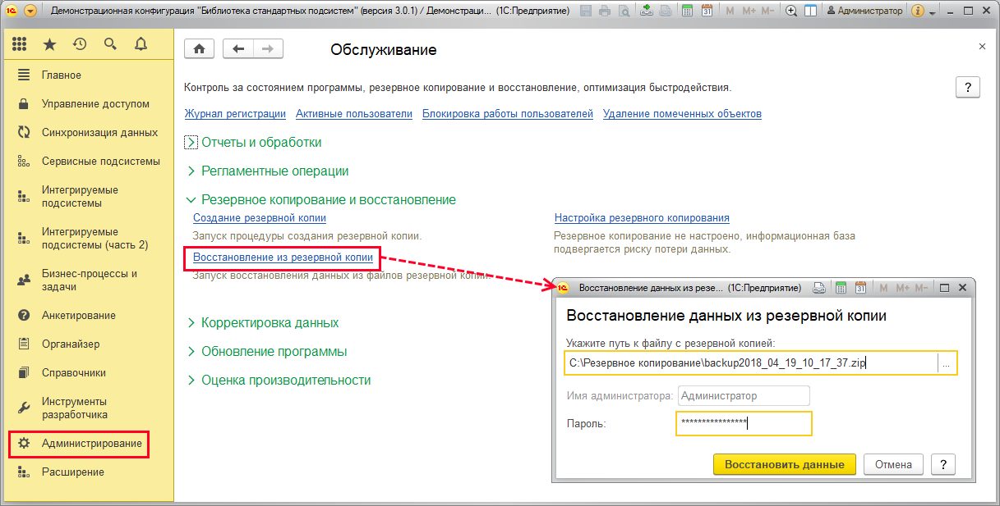 Демонстрационная конфигурация "Библиотека стандартных подсистем" (версия 3.0.1) / Демонстраци... (1С:Предприятие)
31 M M+ M- Администратор
Главное
Управление доступом
Синхронизация данных
Сервисные подсистемы
Интегрируемые
подсистемы
Интегрируемые
подсистемы (часть 2)
Бизнес-процессы и
задачи
Анкетирование
Органайзер
Справочники
Инструменты
разработчика
Администрирование
Расширение
Обслуживание
Контроль за состоянием программы, резервное копирование и восстановление, оптимизация быстродействия.
?
Журнал регистрации Активные пользователи Блокировка работы пользователей Удаление помеченных объектов
Отчеты и обработки
Регламентные операции
Резервное копирование и восстановление
Создание резервной копии
Запуск процедуры создания резервной копии.
Настройка резервного копирования
Резервное копирование не настроено, информационная база
подвергается риску потери данных.
Восстановление из резервной копии
Запуск восстановления данных из файлов резервной копии.
Корректировка данных
Обновление программы
Оценка производительности
Восстановление данных из резе... (1С:Предприятие) 31 M M+ M-
Восстановление данных из резервной копии
Укажите путь к файлу с резервной копией:
C:\Резервное копирование\backup2018_04_19_10_17_37.zip ...
Имя администратора: Администратор
Пароль: ****************
Восстановить данные Отмена ?